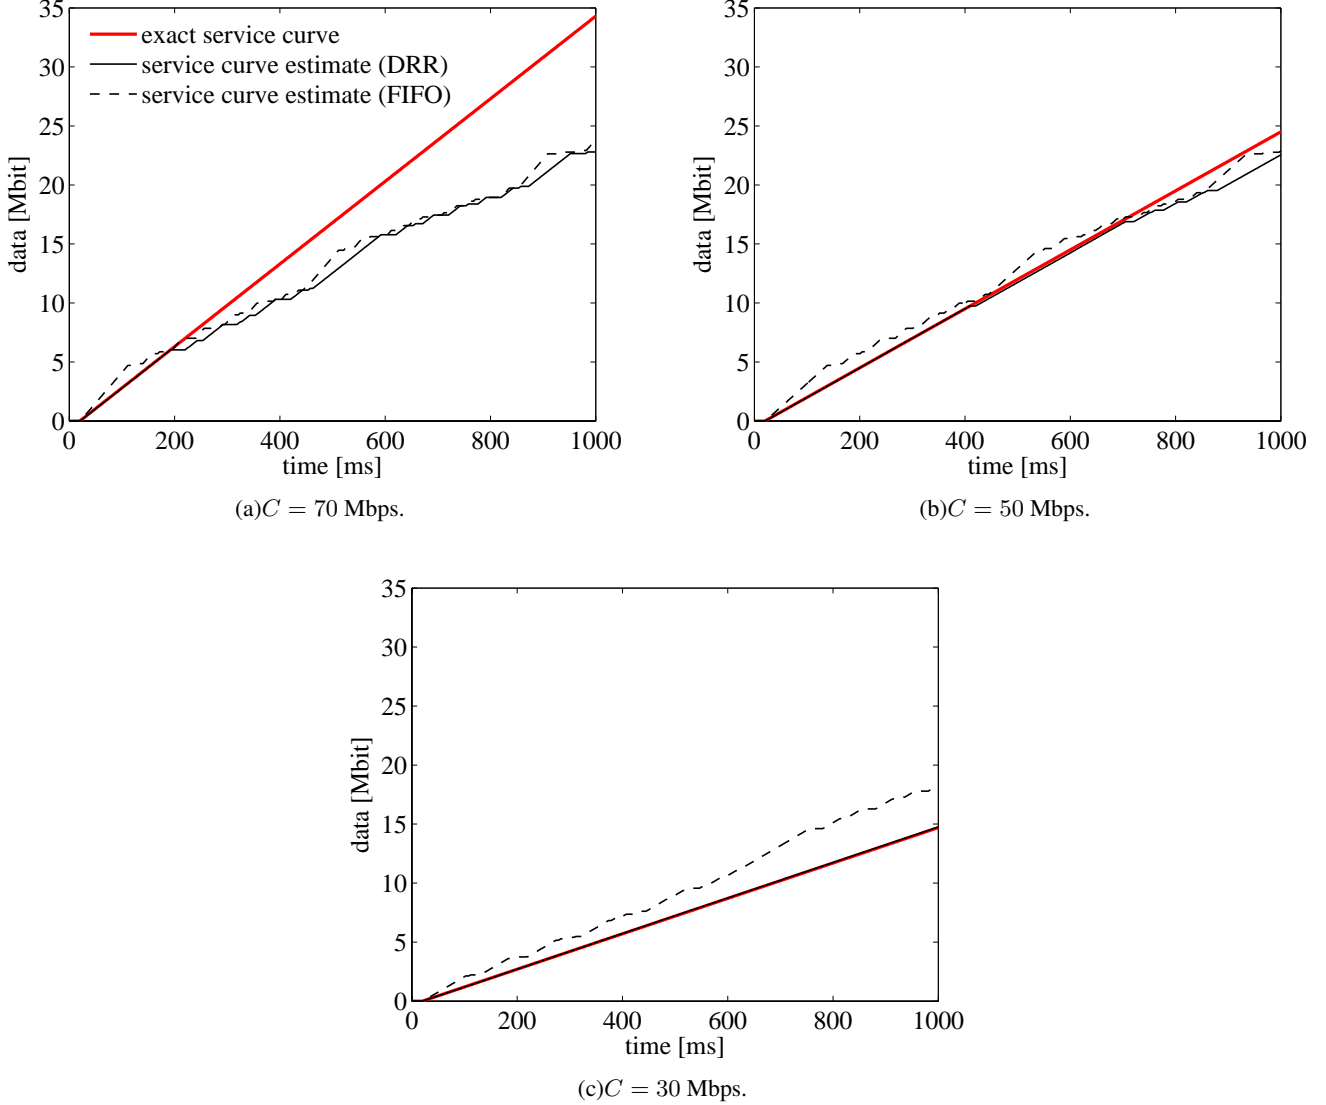 35
30
25
20
15
10
5
0
data [Mbit]
exact service curve
service curve estimate (DRR)
service curve estimate (FIFO)
0 200 400 600 800 1000
time [ms]
(a)C = 70 Mbps.
35
30
25
20
15
10
5
0
data [Mbit]
0 200 400 600 800 1000
time [ms]
(b)C = 50 Mbps.
35
30
25
20
15
10
5
0
data [Mbit]
0 200 400 600 800 1000
time [ms]
(c)C = 30 Mbps.